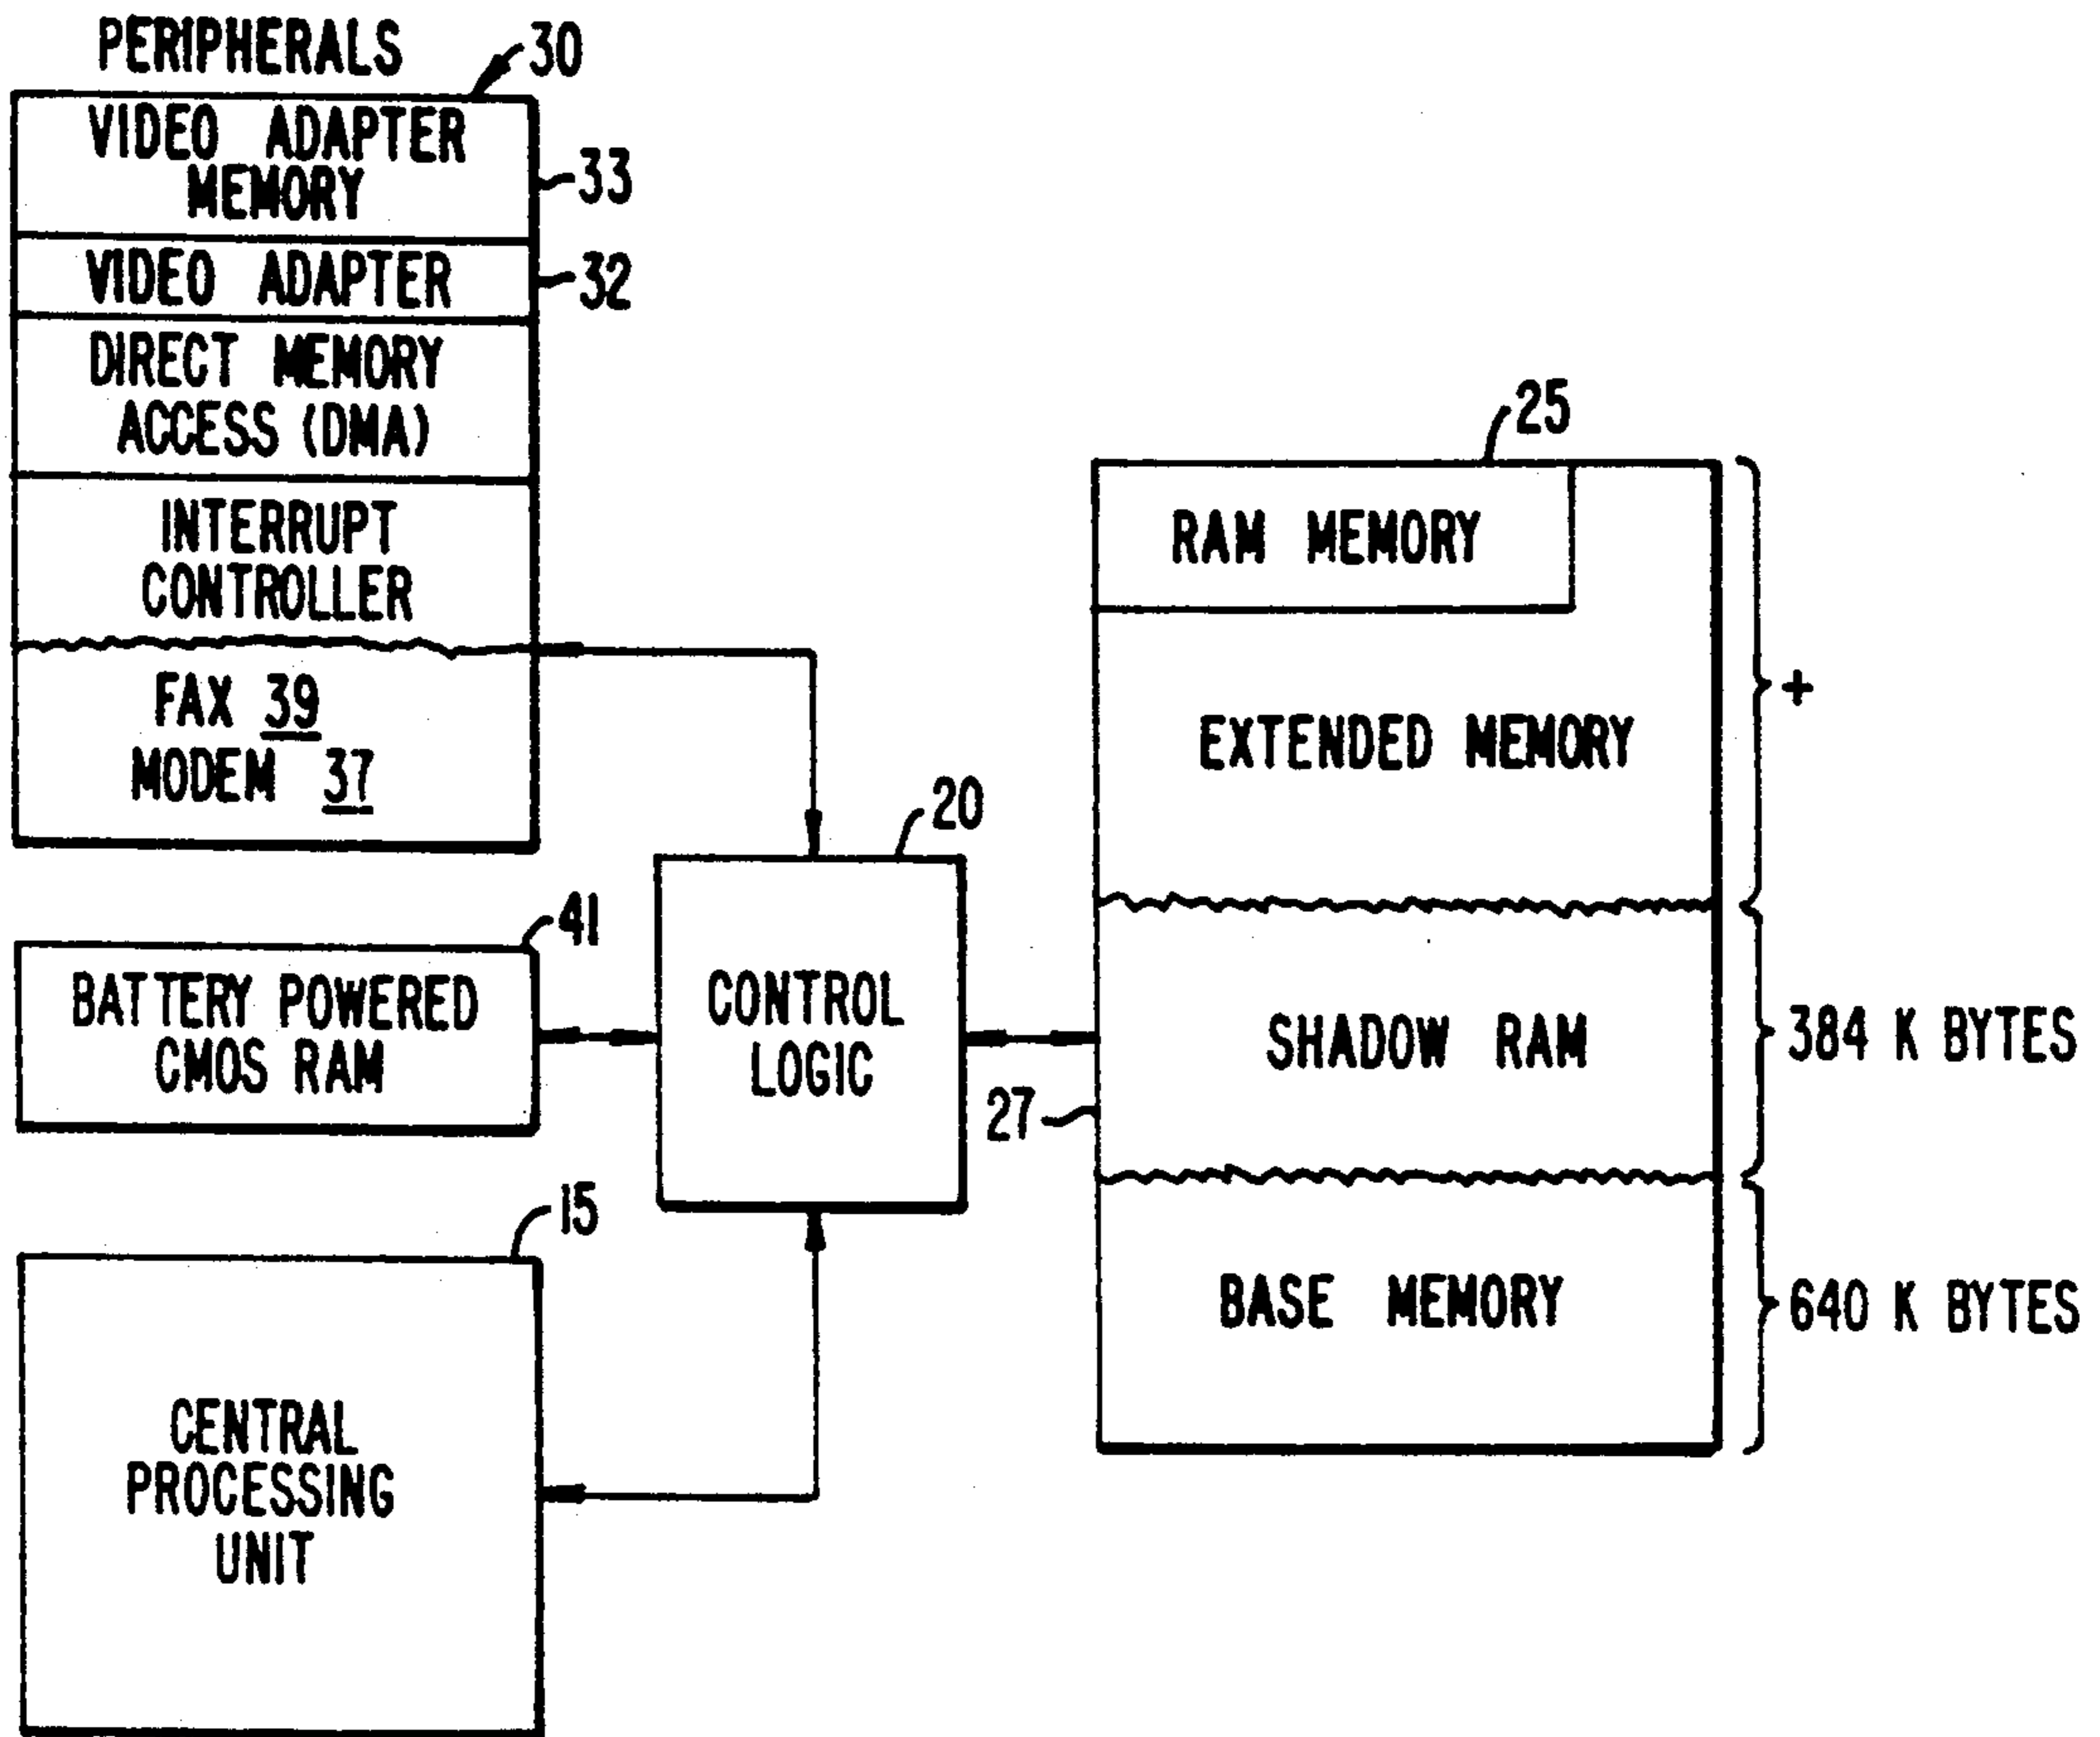 PERIPHERALS
30
VIDEO ADAPTER
MEMORY
33
VIDEO ADAPTER
32
DIRECT MEMORY
ACCESS (DMA)
INTERRUPT
CONTROLLER
FAX 39
MODEM 37
41
BATTERY POWERED
CMOS RAM
15
CENTRAL
PROCESSING
UNIT
20
CONTROL
LOGIC
25
RAM MEMORY
EXTENDED MEMORY
+
SHADOW RAM
384 K BYTES
27
BASE MEMORY
640 K BYTES